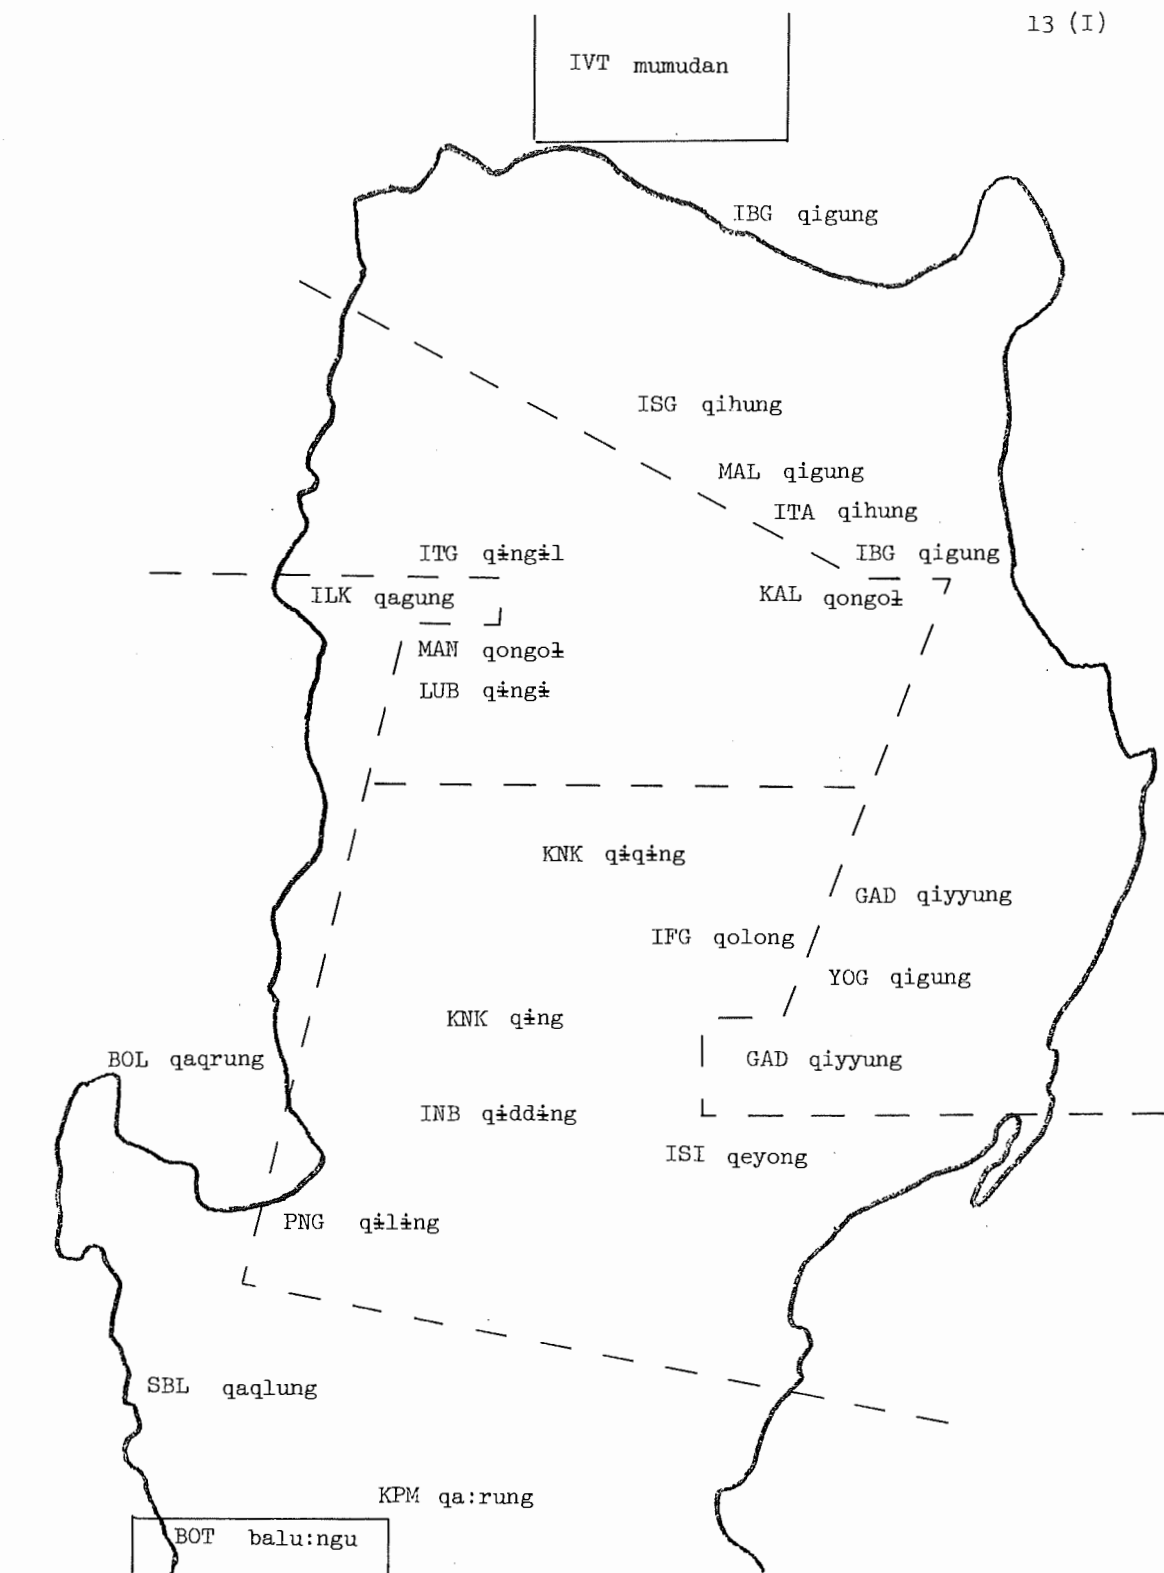 13 (I)
IVT mumudan
IBG qigung
ISG qihung
MAL qigung
ITA qihung
ITG qɨngɨl
IBG qigung
ILK qagung
KAL qongoł
MAN qongoł
LUB qɨngɨ
KNK qɨqɨng
GAD qiyyung
IFG qolong
YOG qigung
KNK qɨng
BOL qaqrung
GAD qiyyung
INB qɨddɨng
ISI qeyong
PNG qɨlɨng
SBL qaqlung
KPM qa:rung
BOT balu:ngu